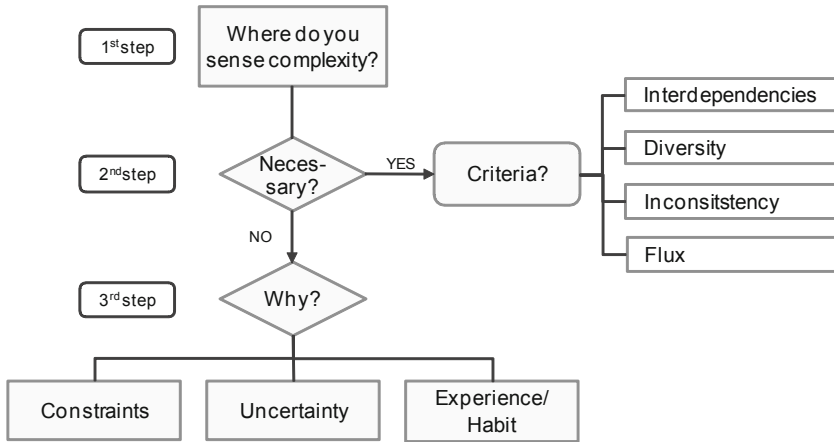 1st step
Where do you
sense complexity?
2nd step
Neces-
sary?
YES
Criteria?
Interdependencies
Diversity
Inconsitstency
Flux
NO
3rd step
Why?
Constraints
Uncertainty
Experience/
Habit